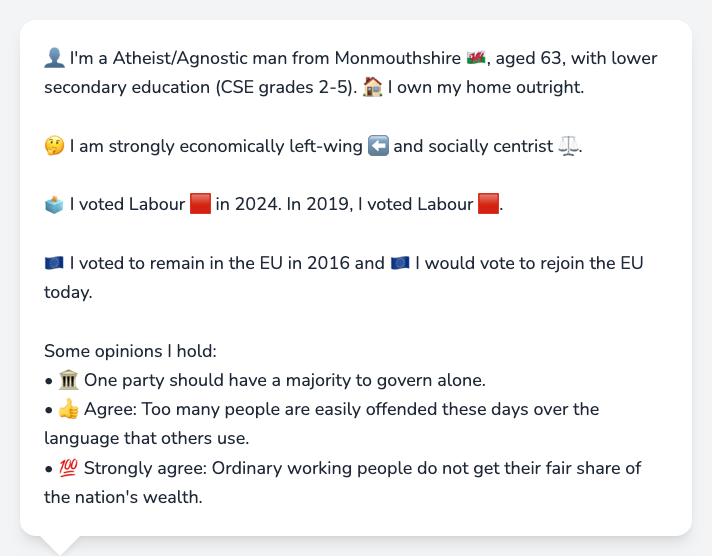 👤 I'm a Atheist/Agnostic man from Monmouthshire 🏴󠁧󠁢󠁷󠁬󠁳󠁿, aged 63, with lower
secondary education (CSE grades 2-5). 🏠 I own my home outright.
🤔 I am strongly economically left-wing ⬅️ and socially centrist ⚖️.
🗳️ I voted Labour 🟥 in 2024. In 2019, I voted Labour 🟥.
🇪🇺 I voted to remain in the EU in 2016 and 🇪🇺 I would vote to rejoin the EU
today.
Some opinions I hold:
• 🏛️ One party should have a majority to govern alone.
• 👍 Agree: Too many people are easily offended these days over the
language that others use.
• 💯 Strongly agree: Ordinary working people do not get their fair share of
the nation's wealth.